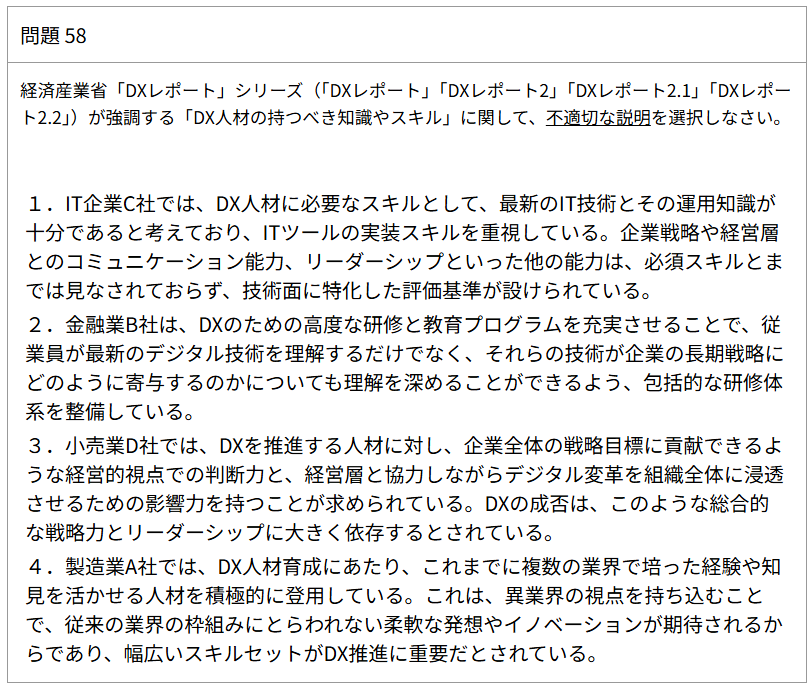 問題 58
経済産業省「DXレポート」シリーズ（「DXレポート」「DXレポート2」「DXレポート2.1」「DXレポー
ト2.2」）が強調する「DX人材の持つべき知識やスキル」に関して、不適切な説明を選択しなさい。
１．IT企業C社では、DX人材に必要なスキルとして、最新のIT技術とその運用知識が
十分であると考えており、ITツールの実装スキルを重視している。企業戦略や経営層
とのコミュニケーション能力、リーダーシップといった他の能力は、必須スキルとま
では見なされておらず、技術面に特化した評価基準が設けられている。
２．金融業B社は、DXのための高度な研修と教育プログラムを充実させることで、従
業員が最新のデジタル技術を理解するだけでなく、それらの技術が企業の長期戦略に
どのように寄与するのかについても理解を深めることができるよう、包括的な研修体
系を整備している。
３．小売業D社では、DXを推進する人材に対し、企業全体の戦略目標に貢献できるよ
うな経営的視点での判断力と、経営層と協力しながらデジタル変革を組織全体に浸透
させるための影響力を持つことが求められている。DXの成否は、このような総合的
な戦略力とリーダーシップに大きく依存するとされている。
４．製造業A社では、DX人材育成にあたり、これまでに複数の業界で培った経験や知
見を活かせる人材を積極的に登用している。これは、異業界の視点を持ち込むこと
で、従来の業界の枠組みにとらわれない柔軟な発想やイノベーションが期待されるか
らであり、幅広いスキルセットがDX推進に重要だとされている。